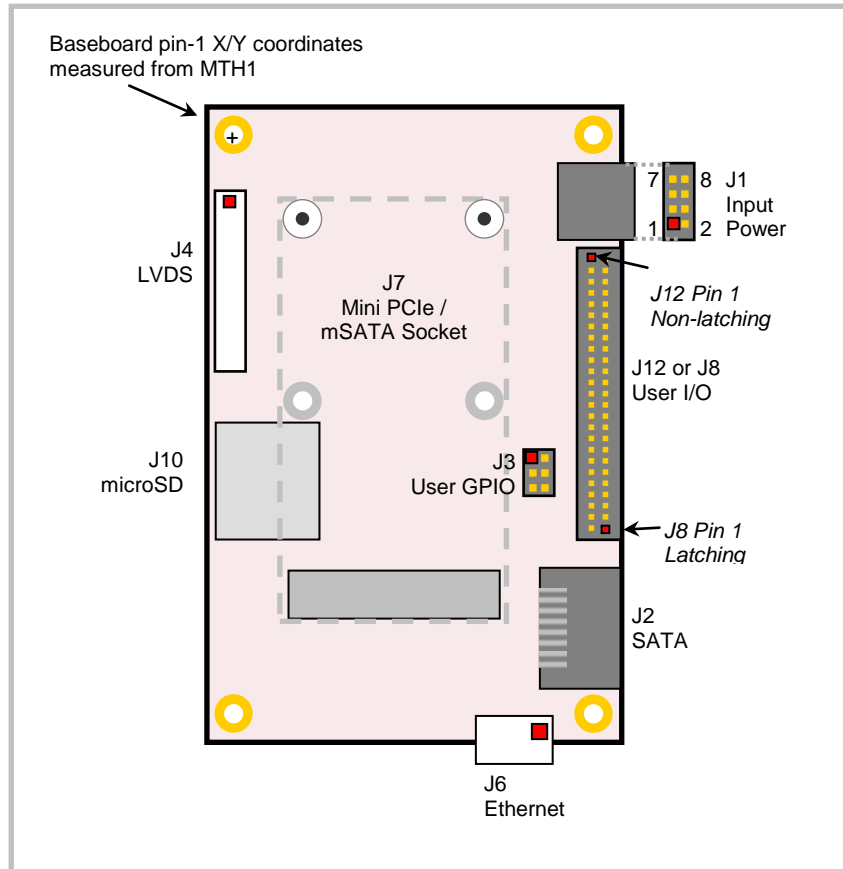 Baseboard pin-1 X/Y coordinates
measured from MTH1
+
7 8
1 2
J1
Input
Power
J4
LVDS
J7
Mini PCIe /
mSATA Socket
J12 Pin 1
Non-latching
J12 or J8
User I/O
J10
microSD
J3
User GPIO
J8 Pin 1
Latching
J2
SATA
J6
Ethernet